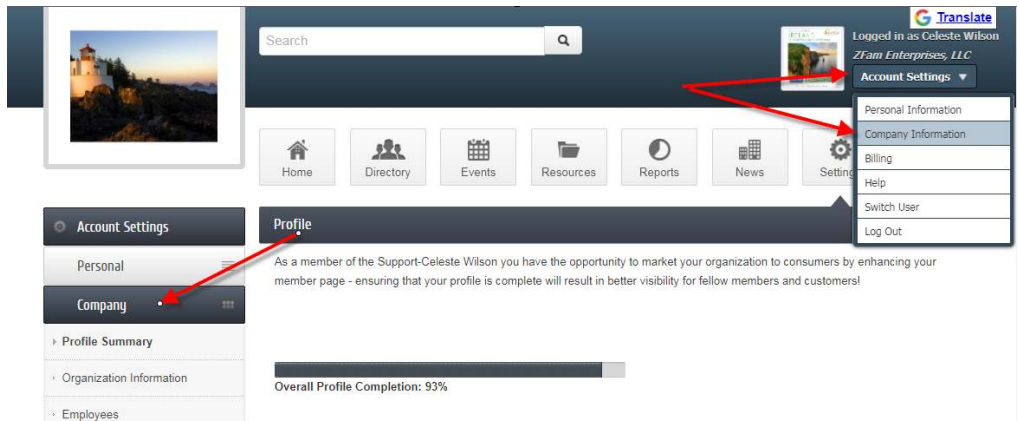 Translate
Search
Logged in as Celeste Wilson
ZFam Enterprises, LLC
Account Settings
Personal Information
Company Information
Billing
Help
Switch User
Log Out
Home
Directory
Events
Resources
Reports
News
Account Settings
Personal
Company
Profile Summary
Organization Information
Employees
Profile
As a member of the Support-Celeste Wilson you have the opportunity to market your organization to consumers by enhancing your
member page - ensuring that your profile is complete will result in better visibility for fellow members and customers!
Overall Profile Completion: 93%